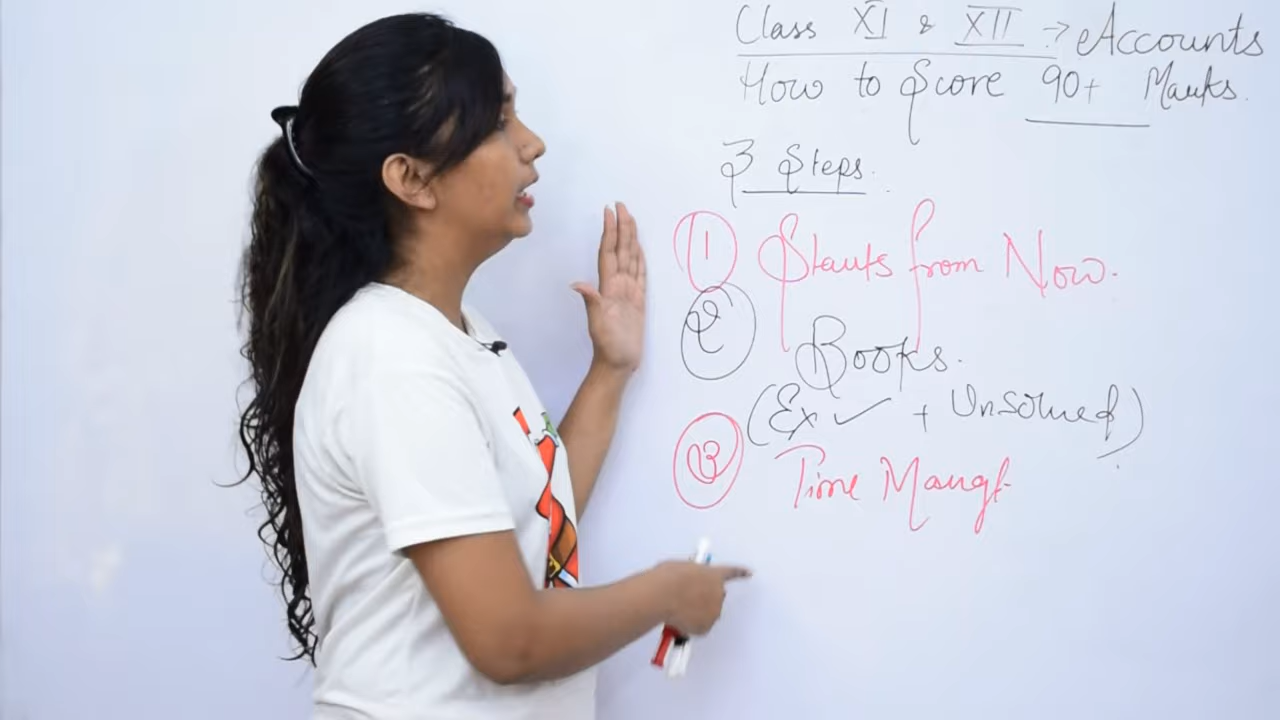 Class XI & XII → Accounts
How to Score 90+ Marks.
3 Steps.
1 Starts from Now.
2 Books.
(Ex ✓ + Unsolved)
3 Time Mangt.